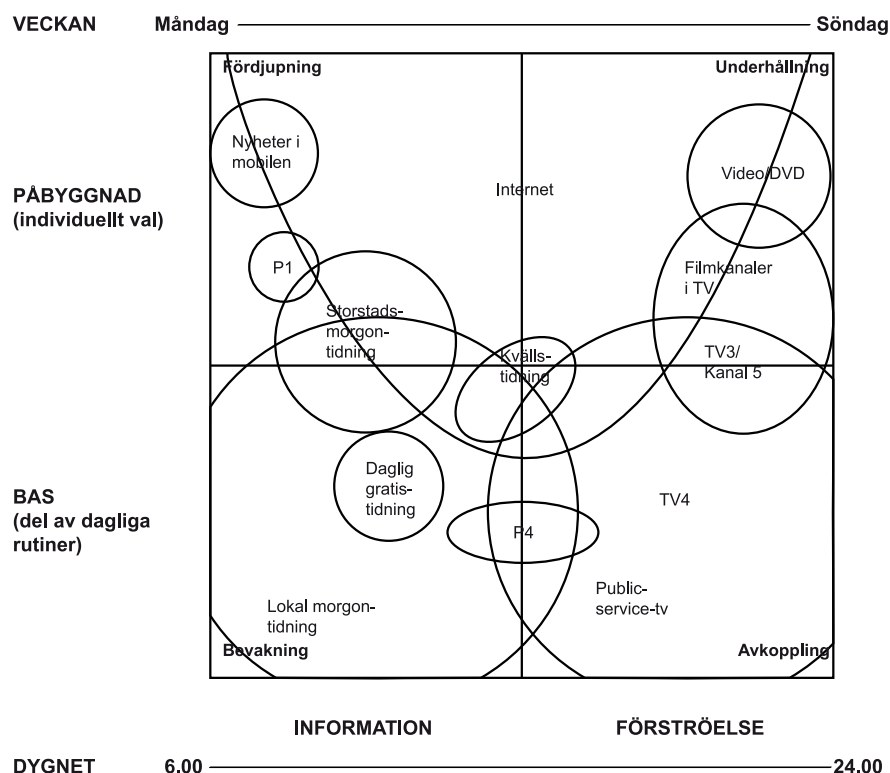 VECKAN Måndag Söndag
Fördjupning Underhållning
Nyheter i
mobilen
Video/DVD
Internet
PÅBYGGNAD
(individuellt val)
P1
Filmkanaler
i TV
Storstads-
morgon-
tidning
Kvälls-
tidning
TV3/
Kanal 5
Daglig
gratis-
tidning
BAS
(del av dagliga
rutiner)
TV4
P4
Public-
service-tv
Lokal morgon-
tidning
Bevakning Avkoppling
INFORMATION FÖRSTRÖELSE
DYGNET 6.00 24.00